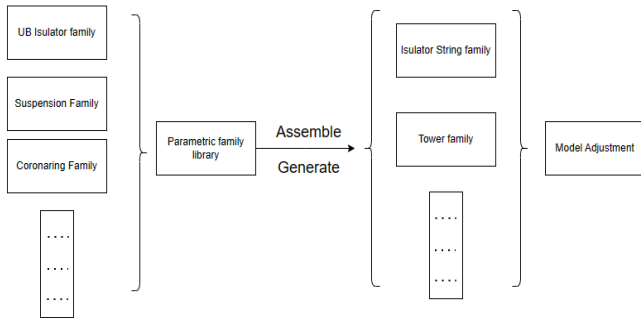 UB Isulator family
Suspension Family
Coronaring Family
....
....
....
Parametric family
library
Assemble
Generate
Isulator String family
Tower family
....
....
....
Model Adjustment